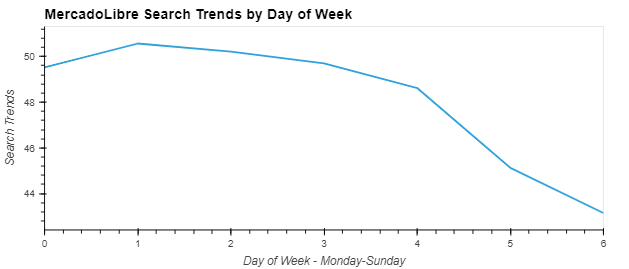 MercadoLibre Search Trends by Day of Week
Search Trends
50
48
46
44
0 1 2 3 4 5 6
Day of Week - Monday-Sunday